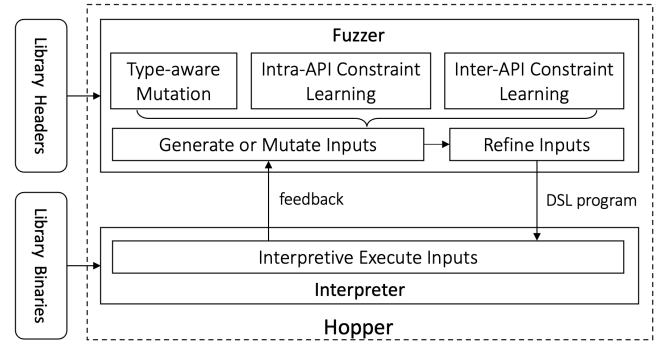 Library Headers
Fuzzer
Type-aware
Mutation
Intra-API Constraint
Learning
Inter-API Constraint
Learning
Generate or Mutate Inputs
Refine Inputs
feedback
DSL program
Library Binaries
Interpretive Execute Inputs
Interpreter
Hopper